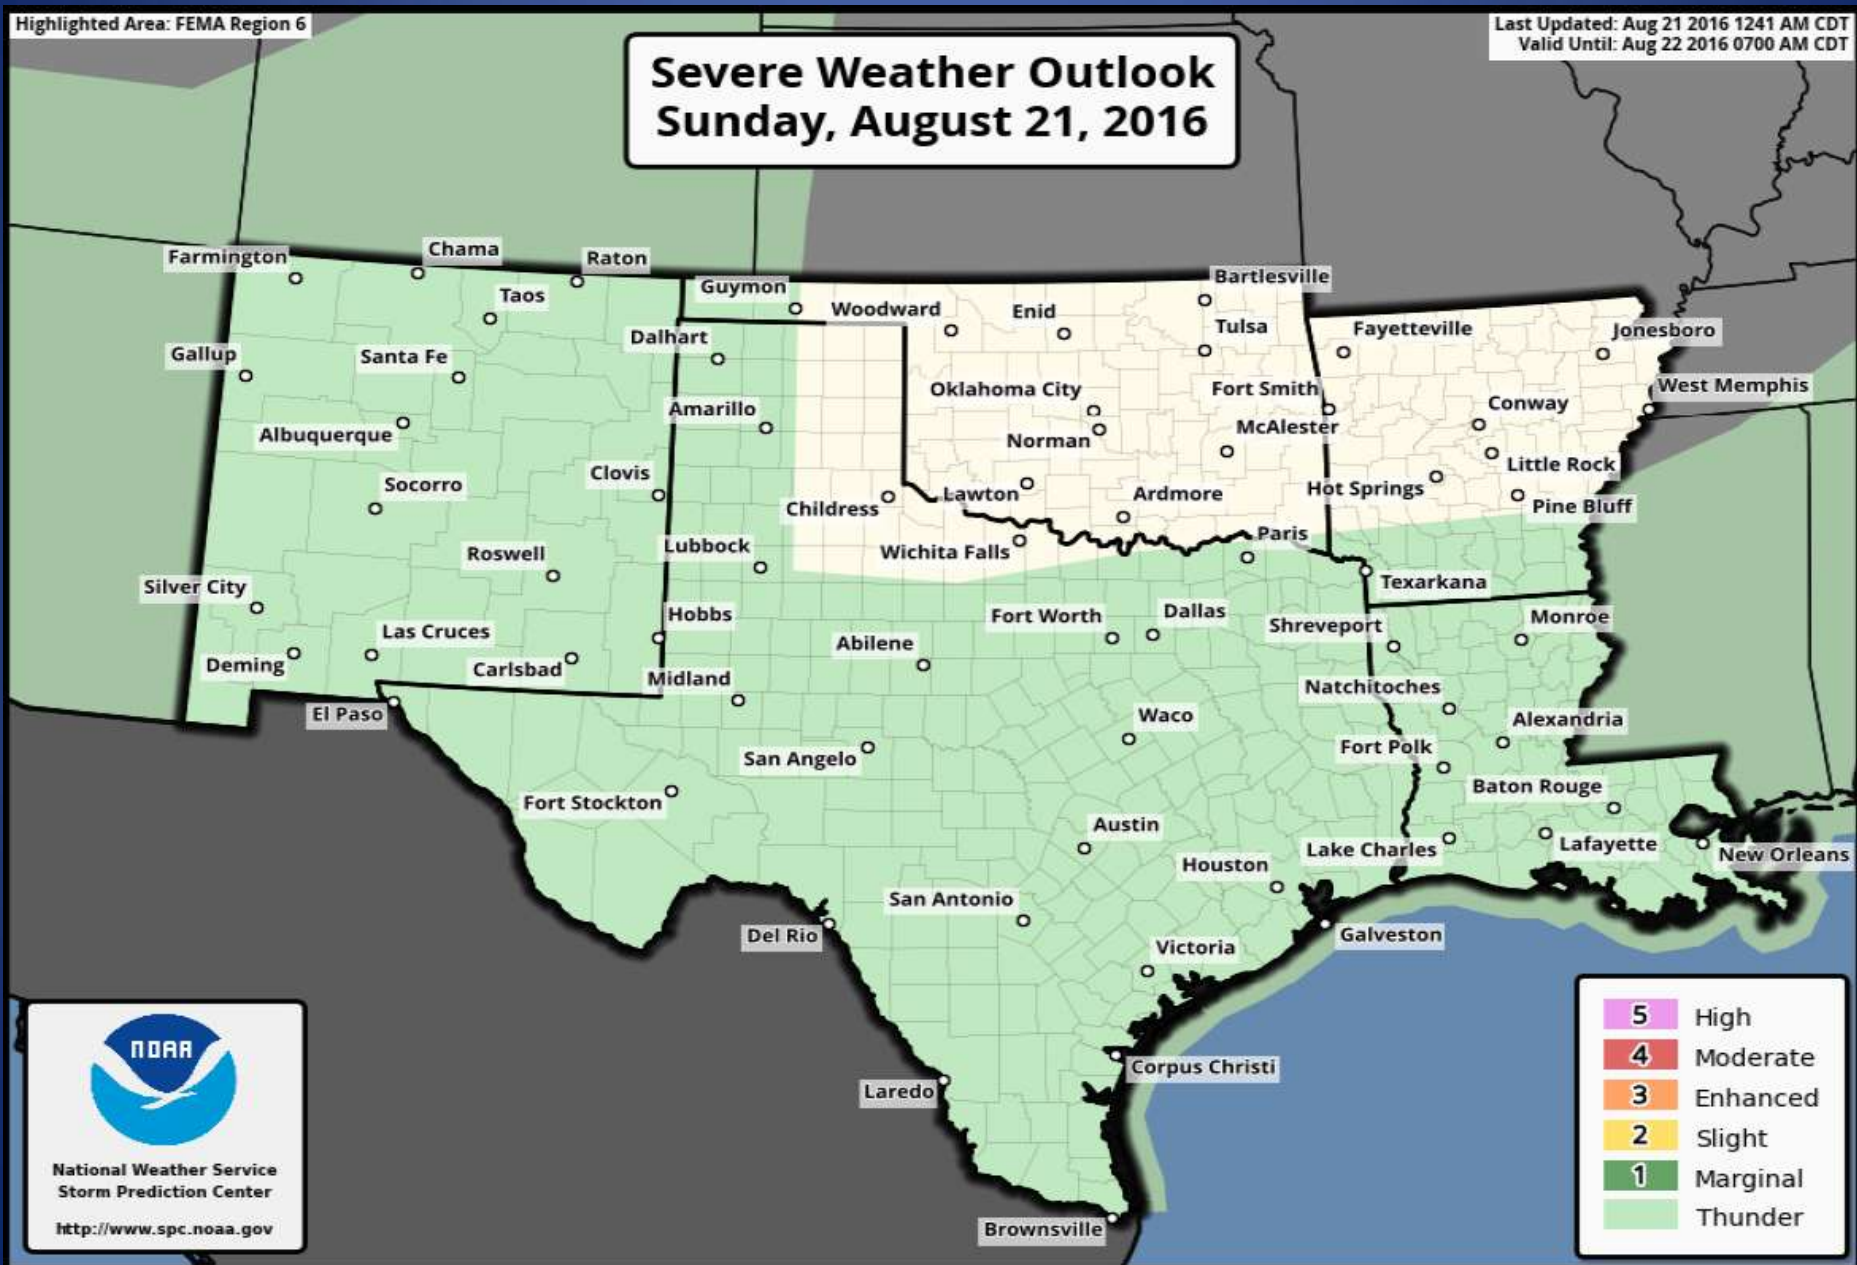 Highlighted Area: FEMA Region 6
Last Updated: Aug 21 2016 1241 AM CDT
Valid Until: Aug 22 2016 0700 AM CDT
Severe Weather Outlook
Sunday, August 21, 2016
Farmington
Chama
Raton
Taos
Guymon
Woodward
Enid
Bartlesville
Tulsa
Fayetteville
Jonesboro
Dalhart
Gallup
Santa Fe
Oklahoma City
Fort Smith
West Memphis
Conway
Amarillo
Albuquerque
Norman
McAlester
Little Rock
Clovis
Socorro
Childress
Lawton
Ardmore
Hot Springs
Pine Bluff
Paris
Lubbock
Roswell
Wichita Falls
Texarkana
Silver City
Hobbs
Fort Worth
Dallas
Shreveport
Monroe
Las Cruces
Abilene
Deming
Carlsbad
Midland
Natchitoches
El Paso
Waco
Alexandria
San Angelo
Fort Polk
Baton Rouge
Fort Stockton
Austin
Lake Charles
Lafayette
New Orleans
Houston
San Antonio
Del Rio
Galveston
Victoria
Corpus Christi
Laredo
Brownsville
NOAA
National Weather Service
Storm Prediction Center
http://www.spc.noaa.gov
5 High
4 Moderate
3 Enhanced
2 Slight
1 Marginal
Thunder